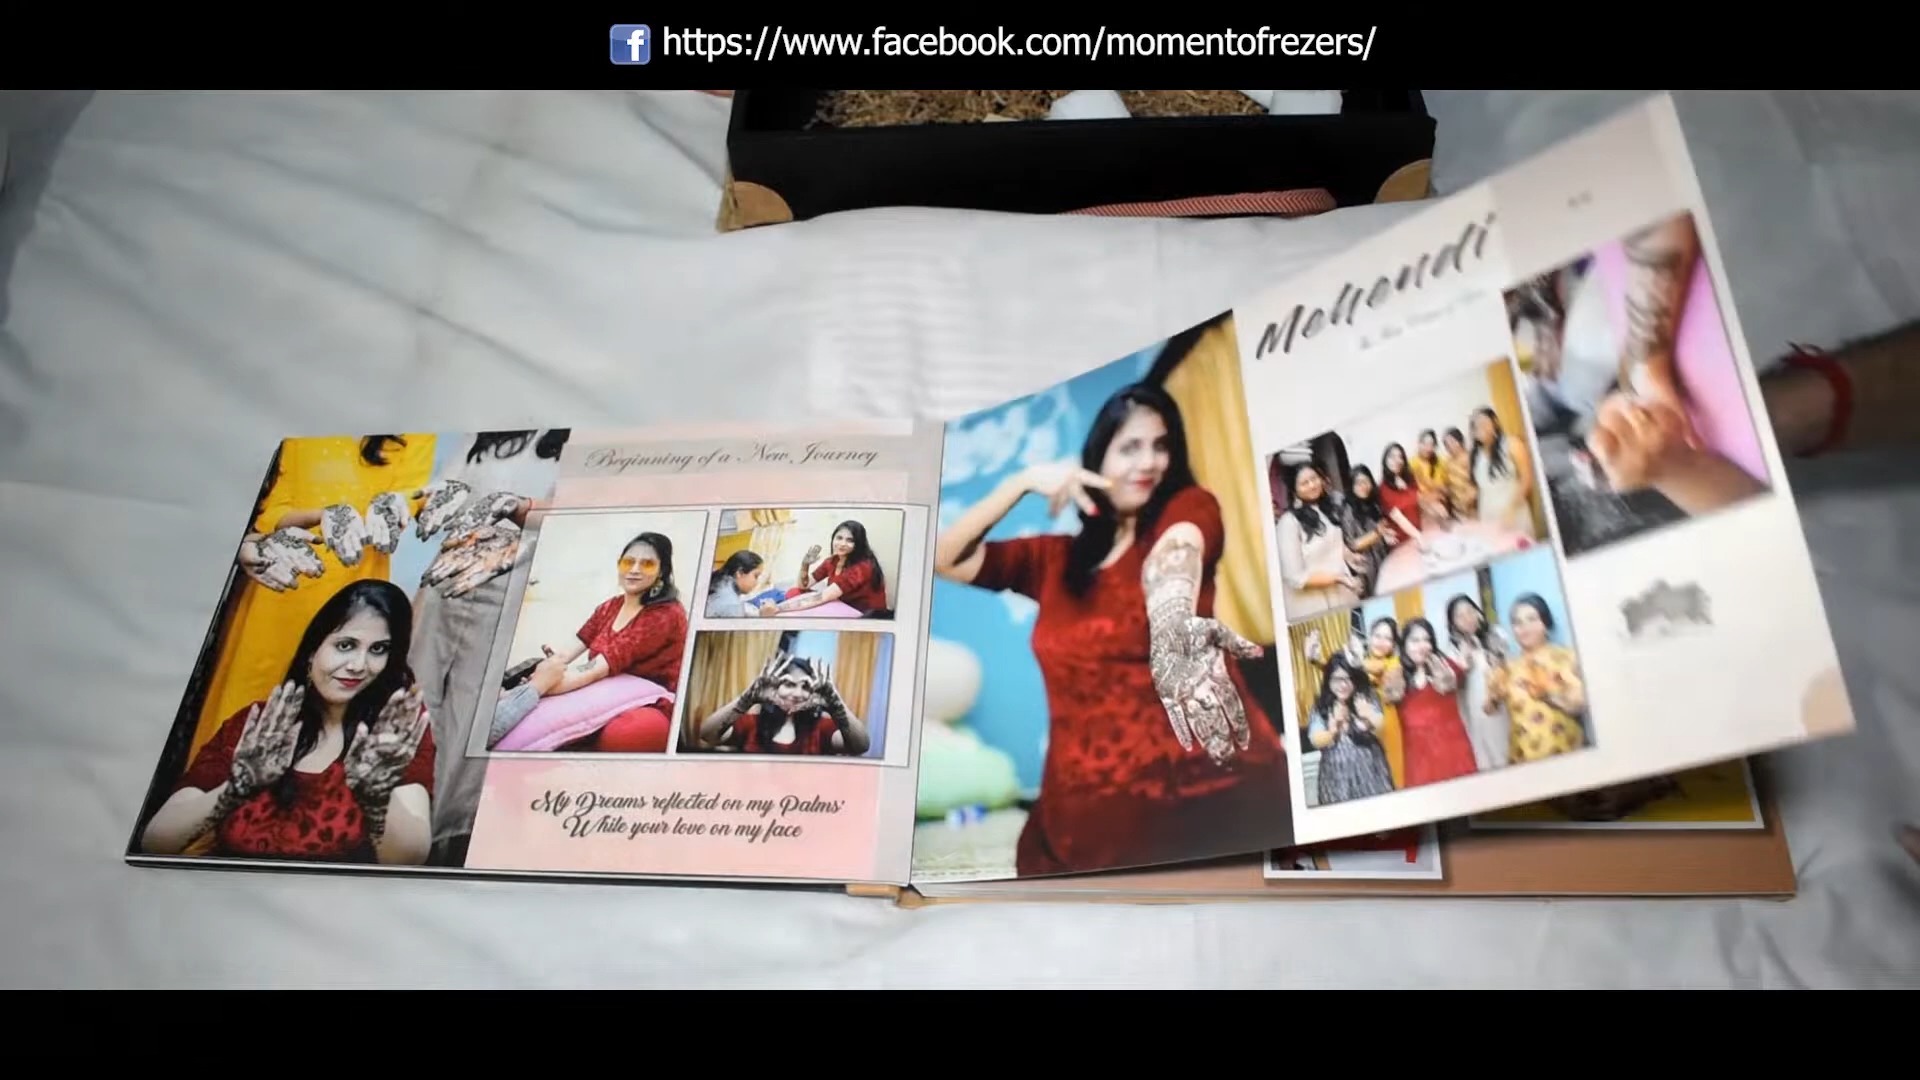 https://www.facebook.com/momentofrezers/
Beginning of a New Journey
My Dreams reflected on my Palms'
While your love on my face
Mehendi